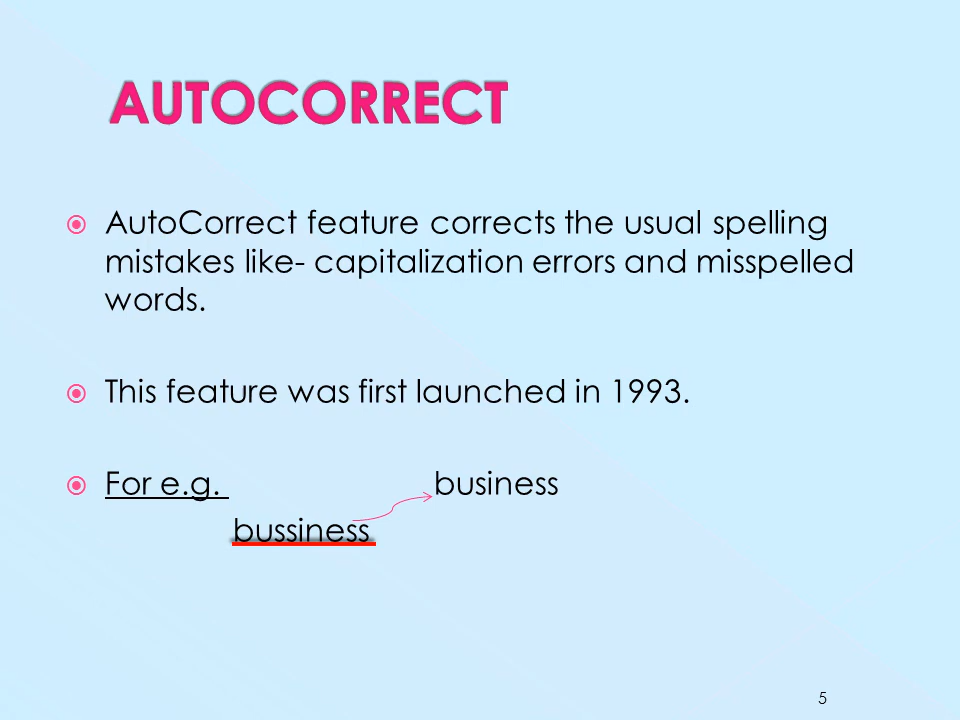 AUTOCORRECT
AutoCorrect feature corrects the usual spelling
mistakes like- capitalization errors and misspelled
words.
This feature was first launched in 1993.
For e.g. business
bussiness
5